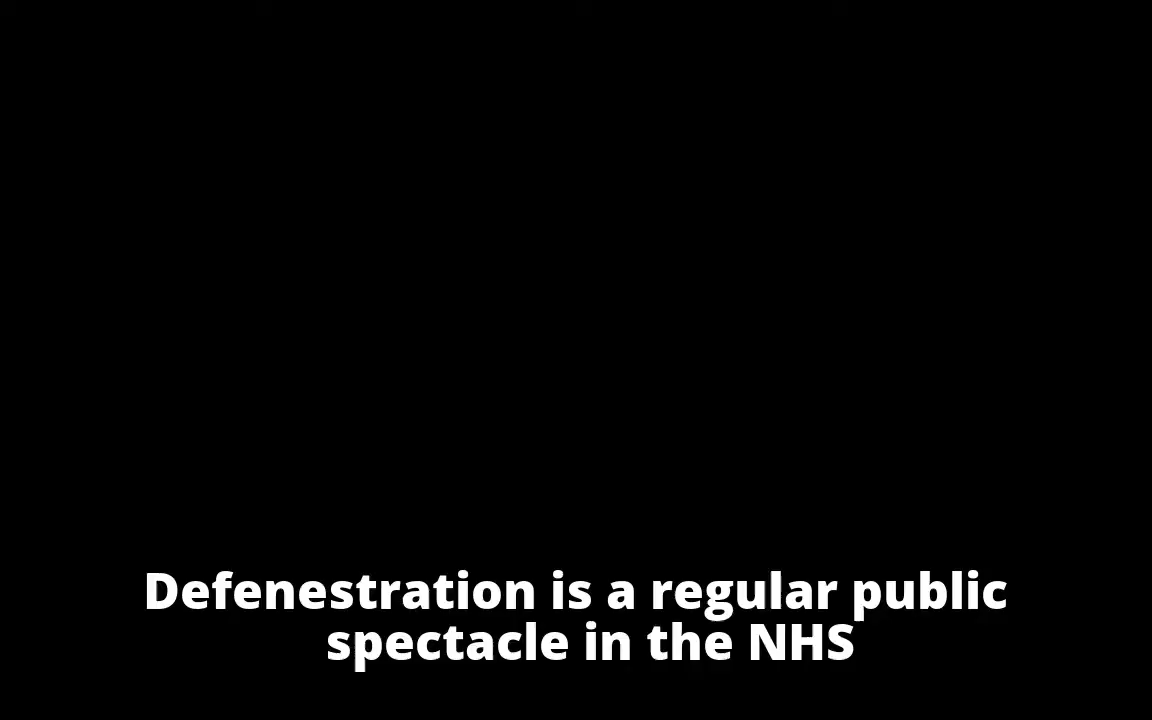 Defenestration is a regular public
spectacle in the NHS